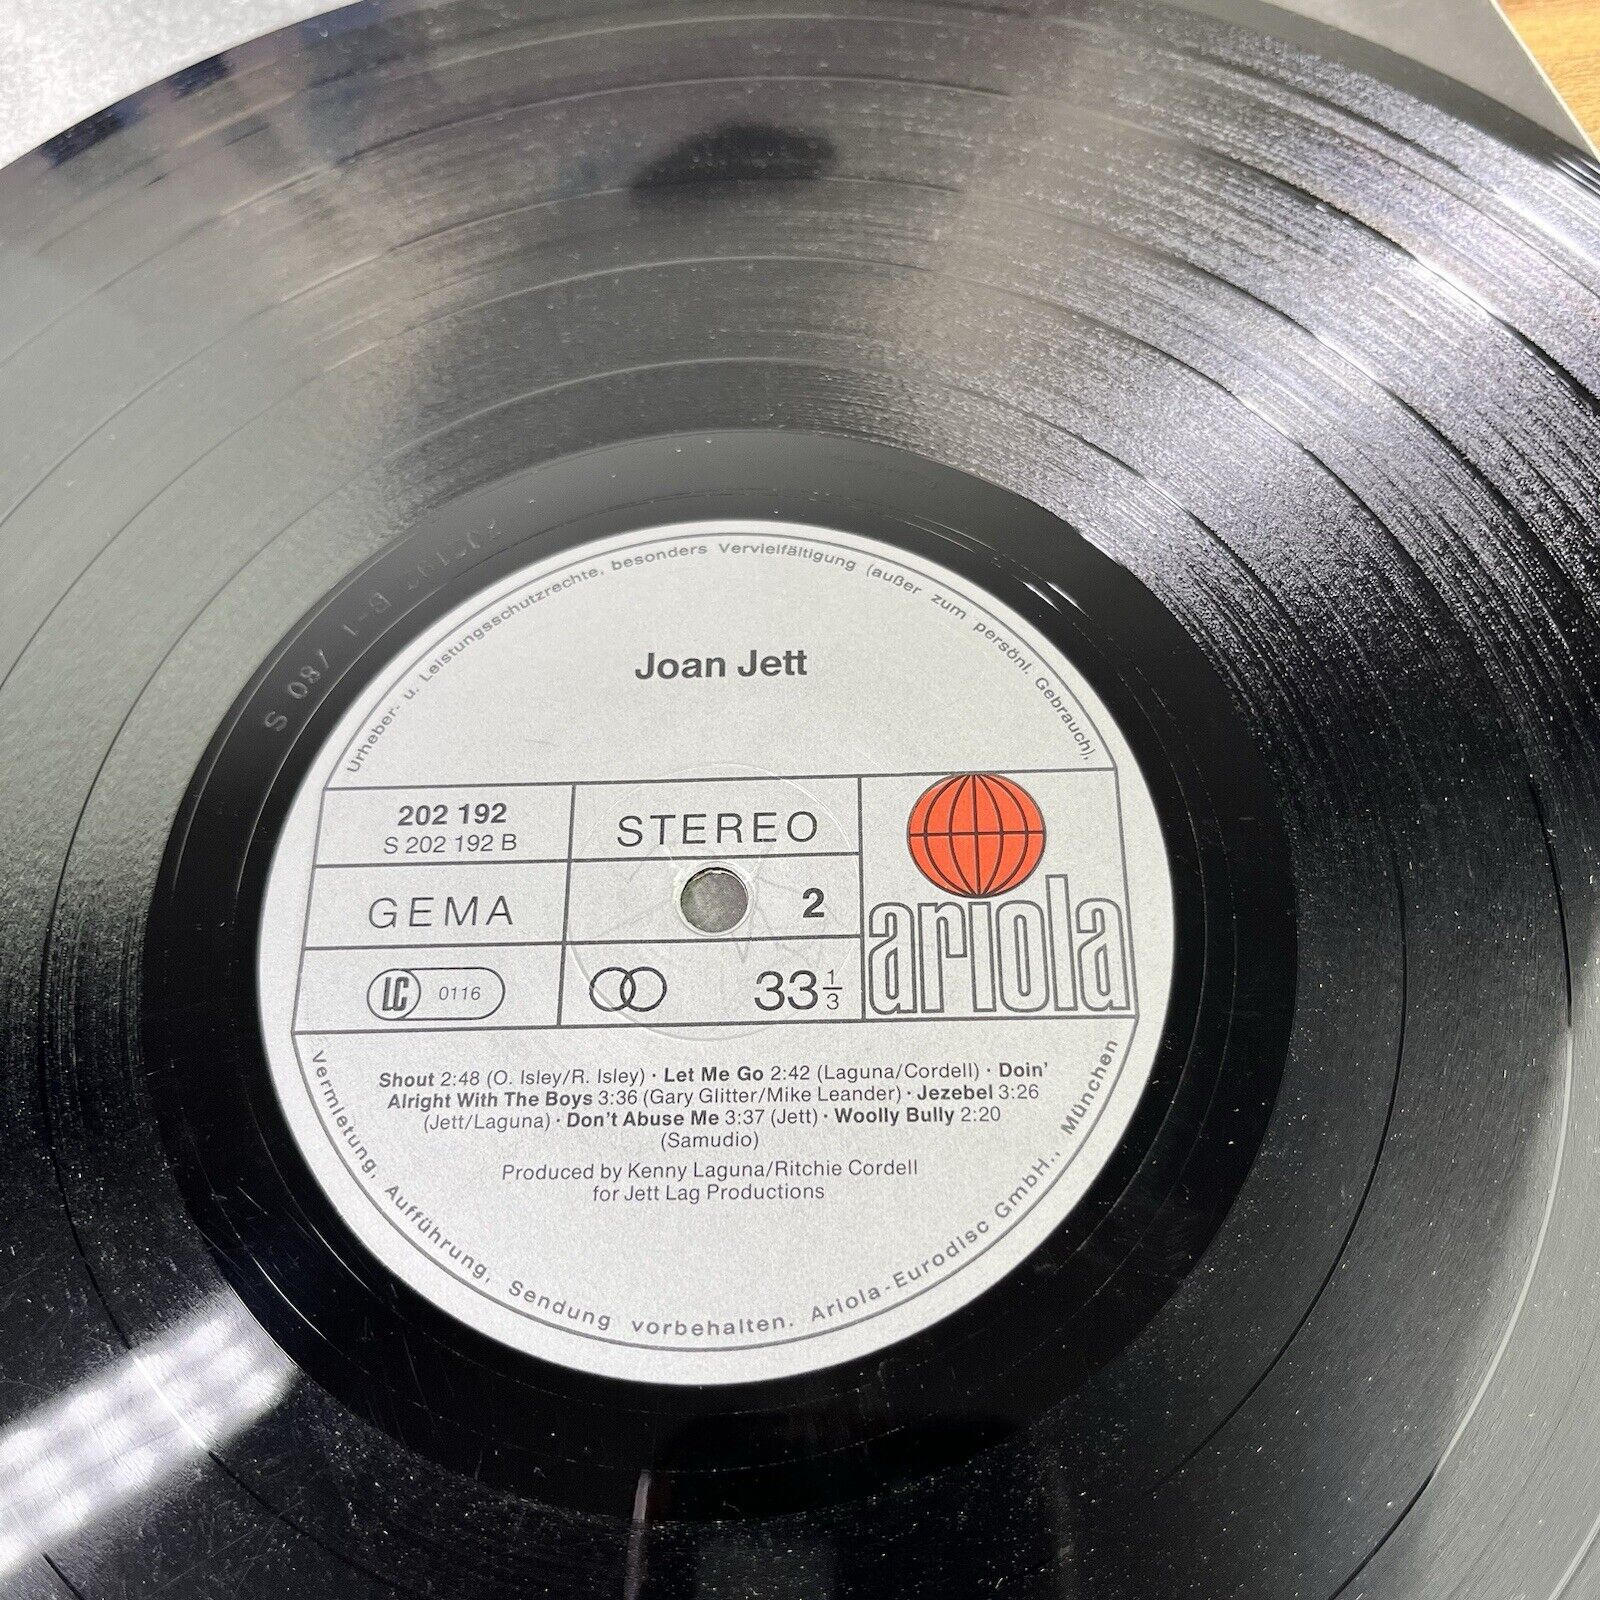 Urheber- u. Leistungsschutzrechte, besonders Vervielfältigung (außer zum persönl. Gebrauch),
Joan Jett
202 192
S 202 192 B
STEREO
GEMA
2
LC 0116
33 1/3
ariola
Shout 2:48 (O. Isley/R. Isley) · Let Me Go 2:42 (Laguna/Cordell) · Doin'
Alright With The Boys 3:36 (Gary Glitter/Mike Leander) · Jezebel 3:26
(Jett/Laguna) · Don't Abuse Me 3:37 (Jett) · Woolly Bully 2:20
(Samudio)
Produced by Kenny Laguna/Ritchie Cordell
for Jett Lag Productions
Vermietung, Aufführung, Sendung vorbehalten. Ariola-Eurodisc GmbH., München
S 08/ 1-B